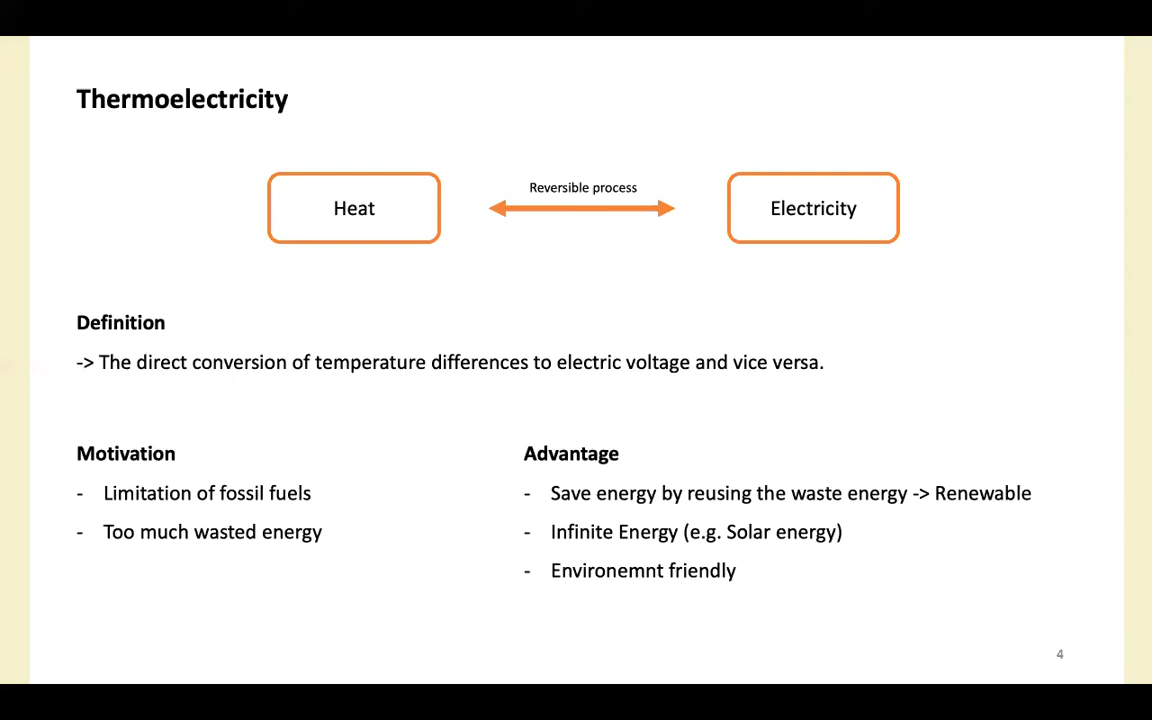 Thermoelectricity
Reversible process
Heat
Electricity
Definition
-> The direct conversion of temperature differences to electric voltage and vice versa.
Motivation
- Limitation of fossil fuels
- Too much wasted energy
Advantage
- Save energy by reusing the waste energy -> Renewable
- Infinite Energy (e.g. Solar energy)
- Environemnt friendly
4